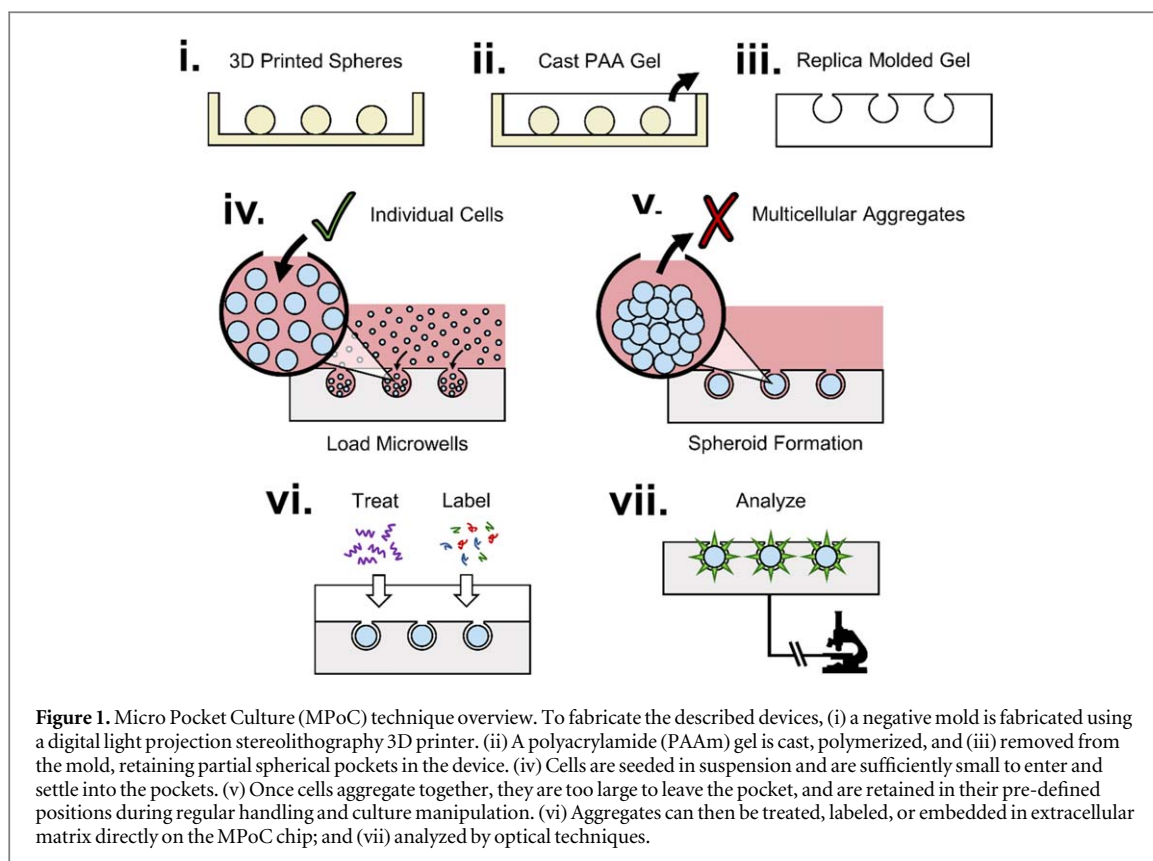 i. 3D Printed Spheres
ii. Cast PAA Gel
iii. Replica Molded Gel
iv. Individual Cells
v. Multicellular Aggregates
Load Microwells
Spheroid Formation
vi. Treat Label
vii. Analyze
Figure 1. Micro Pocket Culture (MPoC) technique overview. To fabricate the described devices, (i) a negative mold is fabricated using
a digital light projection stereolithography 3D printer. (ii) A polyacrylamide (PAAm) gel is cast, polymerized, and (iii) removed from
the mold, retaining partial spherical pockets in the device. (iv) Cells are seeded in suspension and are sufficiently small to enter and
settle into the pockets. (v) Once cells aggregate together, they are too large to leave the pocket, and are retained in their pre-defined
positions during regular handling and culture manipulation. (vi) Aggregates can then be treated, labeled, or embedded in extracellular
matrix directly on the MPoC chip; and (vii) analyzed by optical techniques.